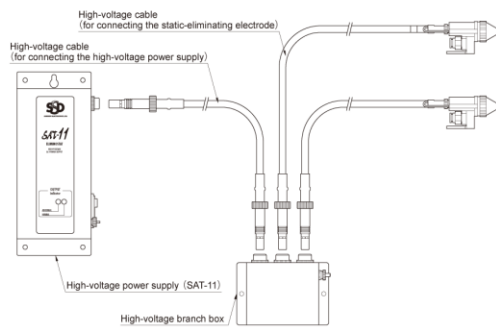 High-voltage cable
(for connecting the static-eliminating electrode)
High-voltage cable
(for connecting the high-voltage power supply)
SSD
SAT-11
High-voltage power supply (SAT-11)
High-voltage branch box